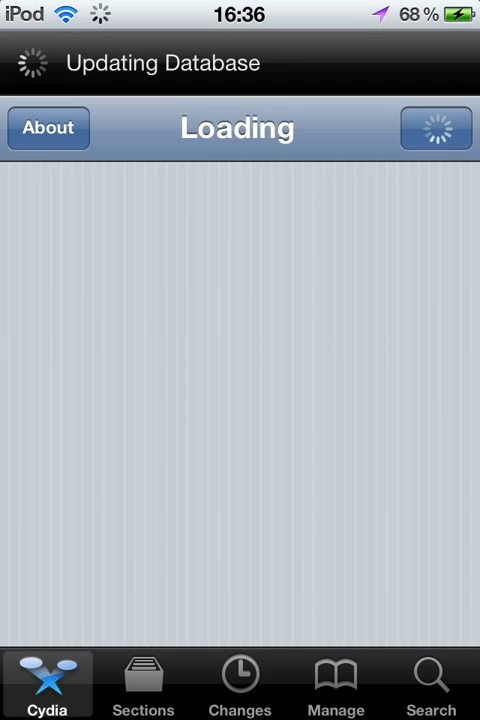 iPod 16:36 68%
Updating Database
About Loading
Cydia Sections Changes Manage Search